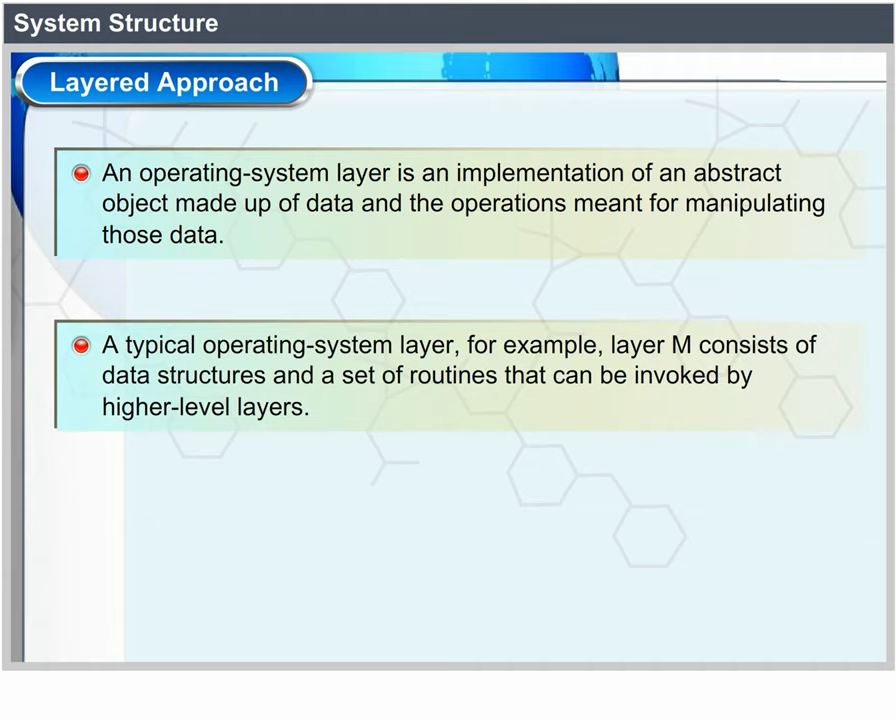 System Structure
Layered Approach
An operating-system layer is an implementation of an abstract
object made up of data and the operations meant for manipulating
those data.
A typical operating-system layer, for example, layer M consists of
data structures and a set of routines that can be invoked by
higher-level layers.